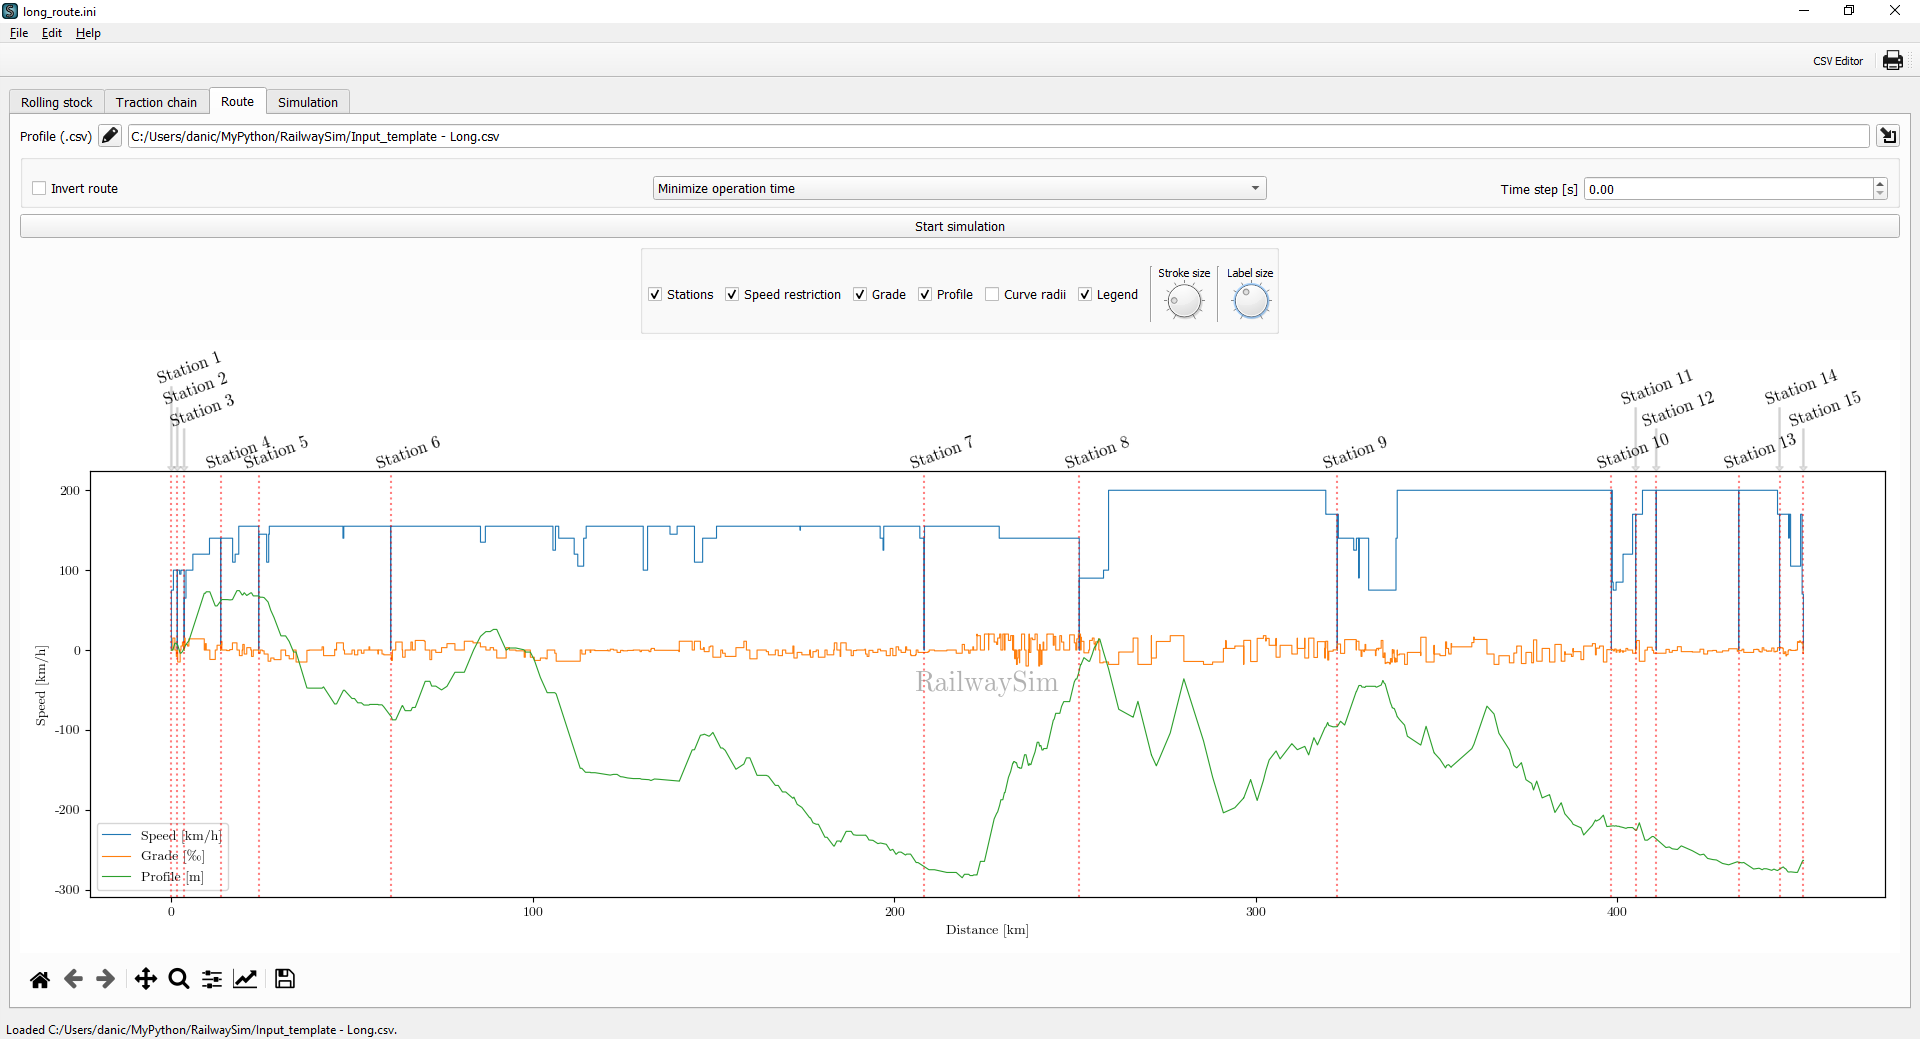 long_route.ini
File Edit Help
CSV Editor
Rolling stock Traction chain Route Simulation
Profile (.csv) C:/Users/danic/MyPython/RailwaySim/Input_template - Long.csv
Invert route Minimize operation time Time step [s] 0.00
Start simulation
Stroke size Label size
Stations Speed restriction Grade Profile Curve radii Legend
Station 1
Station 2
Station 3
Station 4
Station 5
Station 6
Station 7
Station 8
Station 9
Station 10
Station 11
Station 12
Station 13
Station 14
Station 15
200
100
0
-100
-200
-300
Speed [km/h]
RailwaySim
Speed [km/h]
Grade [‰]
Profile [m]
0 100 200 300 400
Distance [km]
Loaded C:/Users/danic/MyPython/RailwaySim/Input_template - Long.csv.